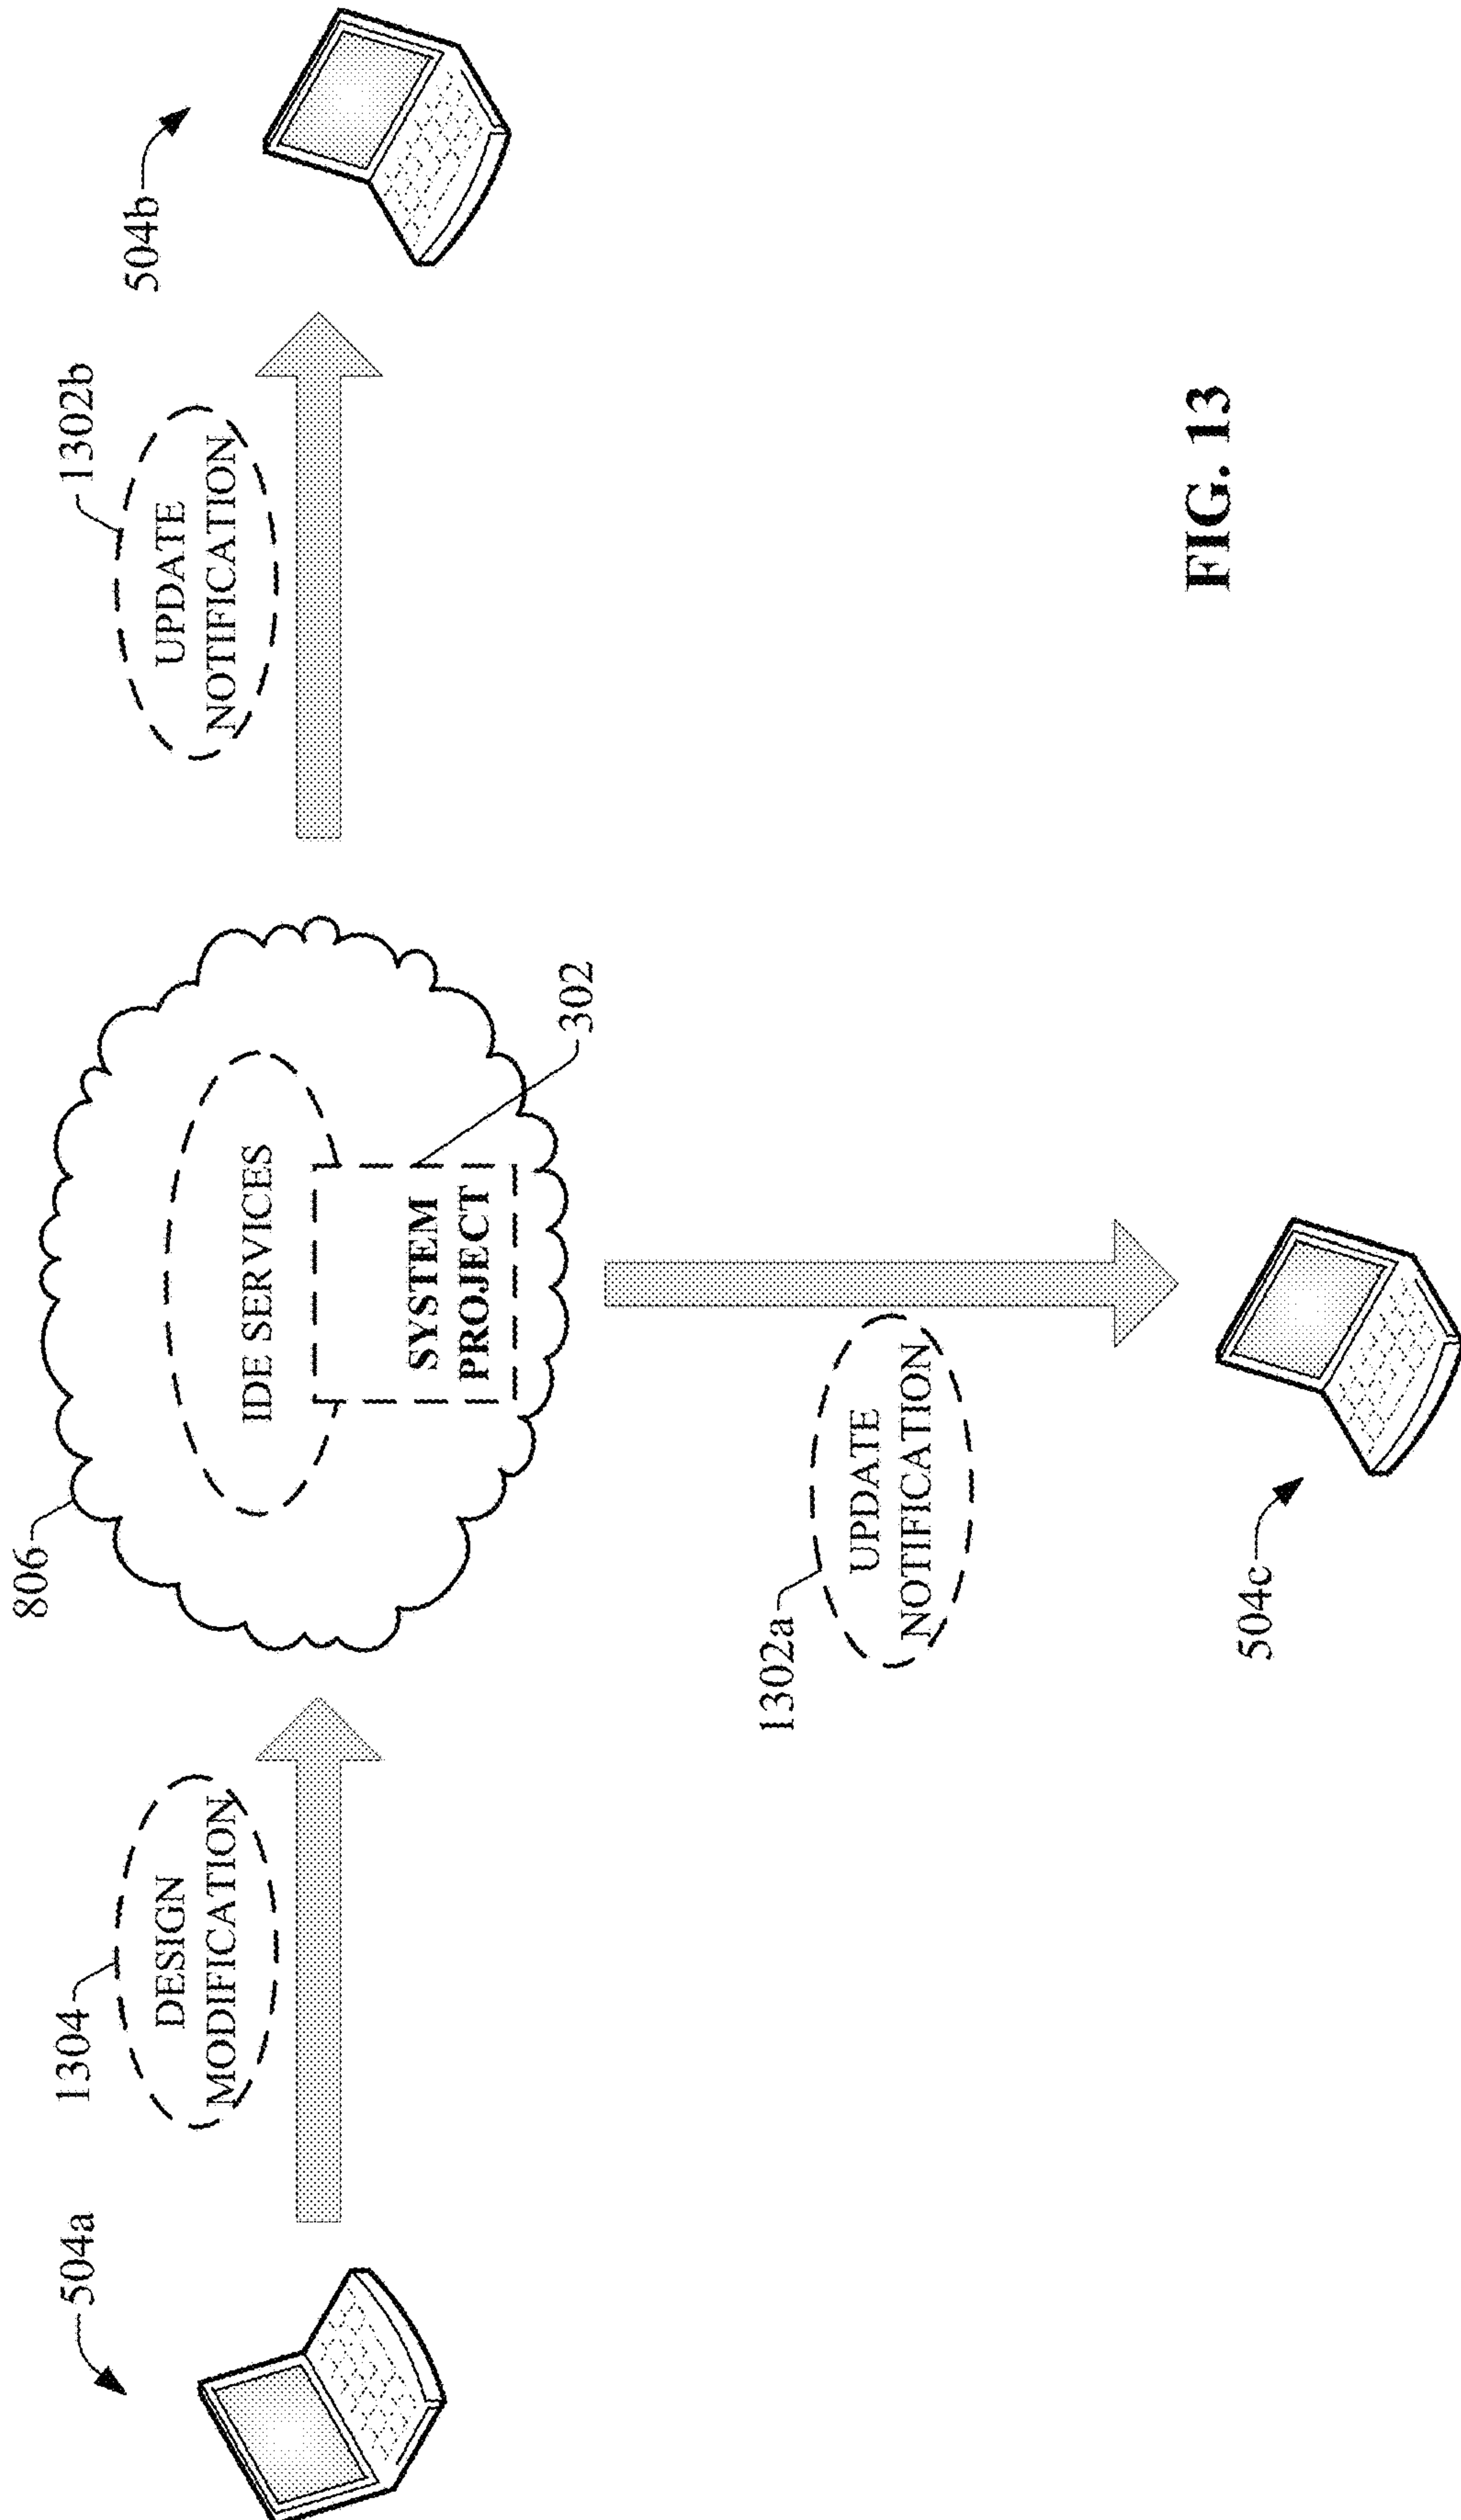 504a
1304
DESIGN
MODIFICATION
806
IDE SERVICES
SYSTEM
PROJECT
302
1302b
UPDATE
NOTIFICATION
504b
1302a
UPDATE
NOTIFICATION
504c
FIG. 13